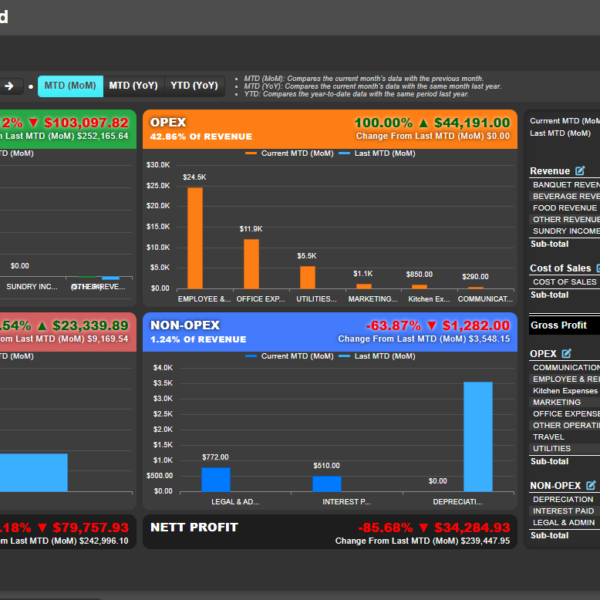 d
MTD (MoM) MTD (YoY) YTD (YoY)
MTD (MoM): Compares the current month's data with the previous month.
MTD (YoY): Compares the current month's data with the same month last year.
YTD: Compares the year-to-date data with the same period last year.
2% ▼ $103,097.82
Last MTD (MoM) $252,165.64
TD (MoM)
$0.00
SUNDRY INC...
OPEX
42.86% Of REVENUE
100.00% ▲ $44,191.00
Change From Last MTD (MoM) $0.00
Current MTD (MoM) Last MTD (MoM)
$30.0K
$25.0K
$20.0K
$15.0K
$10.0K
$5.0K
$0.00
$24.5K
$11.9K
$5.5K
$1.1K
$850.00
$290.00
EMPLOYEE &... OFFICE EXP... UTILITIES... MARKETING... Kitchen Ex... COMMUNICAT...
.54% ▲ $23,339.89
om Last MTD (MoM) $9,169.54
TD (MoM)
NON-OPEX
1.24% Of REVENUE
-63.87% ▼ $1,282.00
Change From Last MTD (MoM) $3,548.15
Current MTD (MoM) Last MTD (MoM)
$4.0K
$3.5K
$3.0K
$2.5K
$2.0K
$1.5K
$1.0K
$500.00
$0.00
$772.00
$510.00
$0.00
LEGAL & AD... INTEREST P... DEPRECIATI...
.18% ▼ $79,757.93
om Last MTD (MoM) $242,996.10
NETT PROFIT
-85.68% ▼ $34,284.93
Change From Last MTD (MoM) $239,447.95
Current MTD (MoM
Last MTD (MoM)
Revenue
BANQUET REVEN
BEVERAGE REVE
FOOD REVENUE
OTHER REVENUE
SUNDRY INCOME
Sub-total
Cost of Sales
COST OF SALES
Sub-total
Gross Profit
OPEX
COMMUNICATION
EMPLOYEE & REL
Kitchen Expenses
MARKETING
OFFICE EXPENSE
OTHER OPERATI
TRAVEL
UTILITIES
Sub-total
NON-OPEX
DEPRECIATION
INTEREST PAID
LEGAL & ADMIN
Sub-total